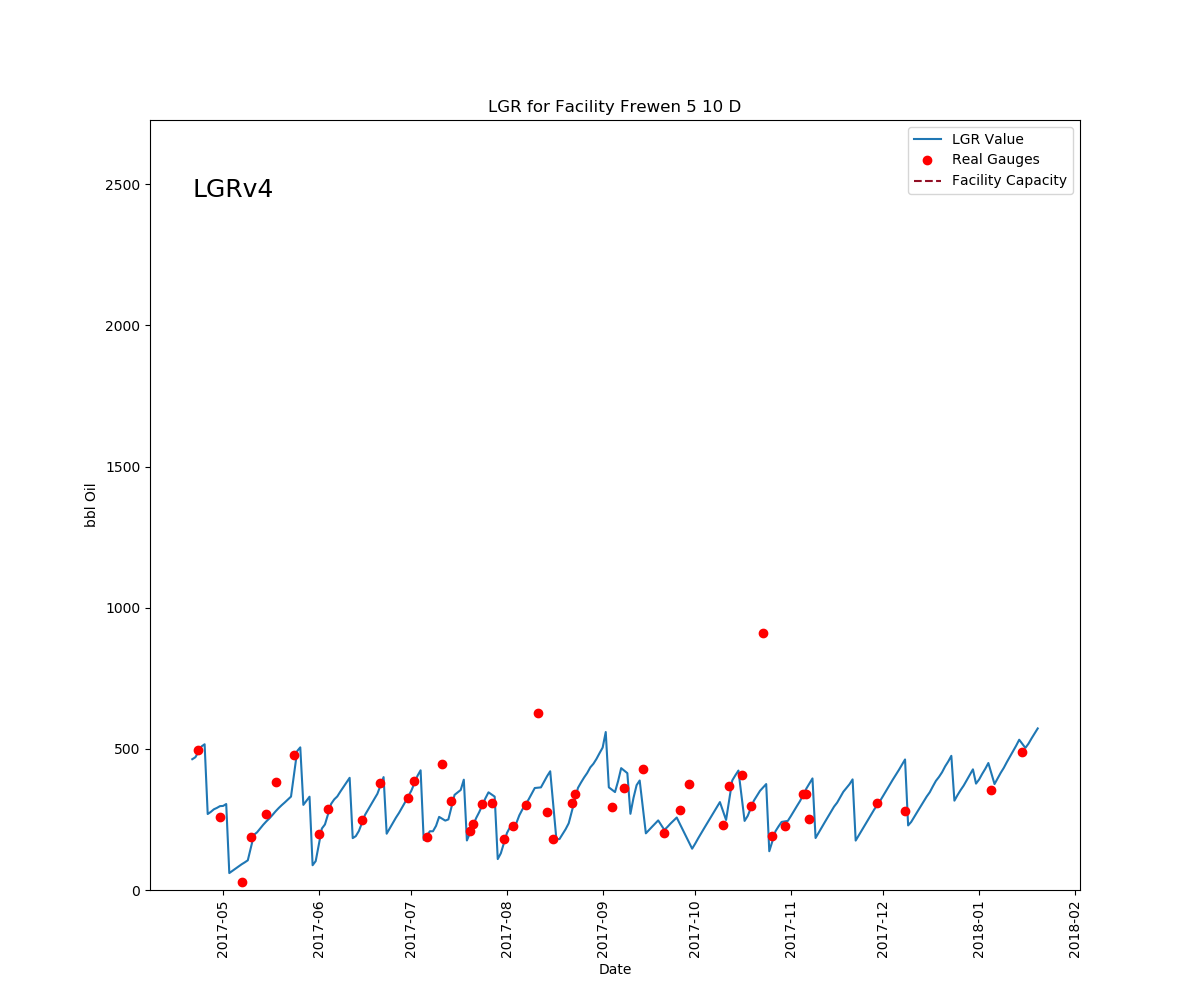 LGR for Facility Frewen 5 10 D
LGRv4
LGR Value
Real Gauges
Facility Capacity
bbl Oil
2500
2000
1500
1000
500
0
2017-05
2017-06
2017-07
2017-08
2017-09
2017-10
2017-11
2017-12
2018-01
2018-02
Date